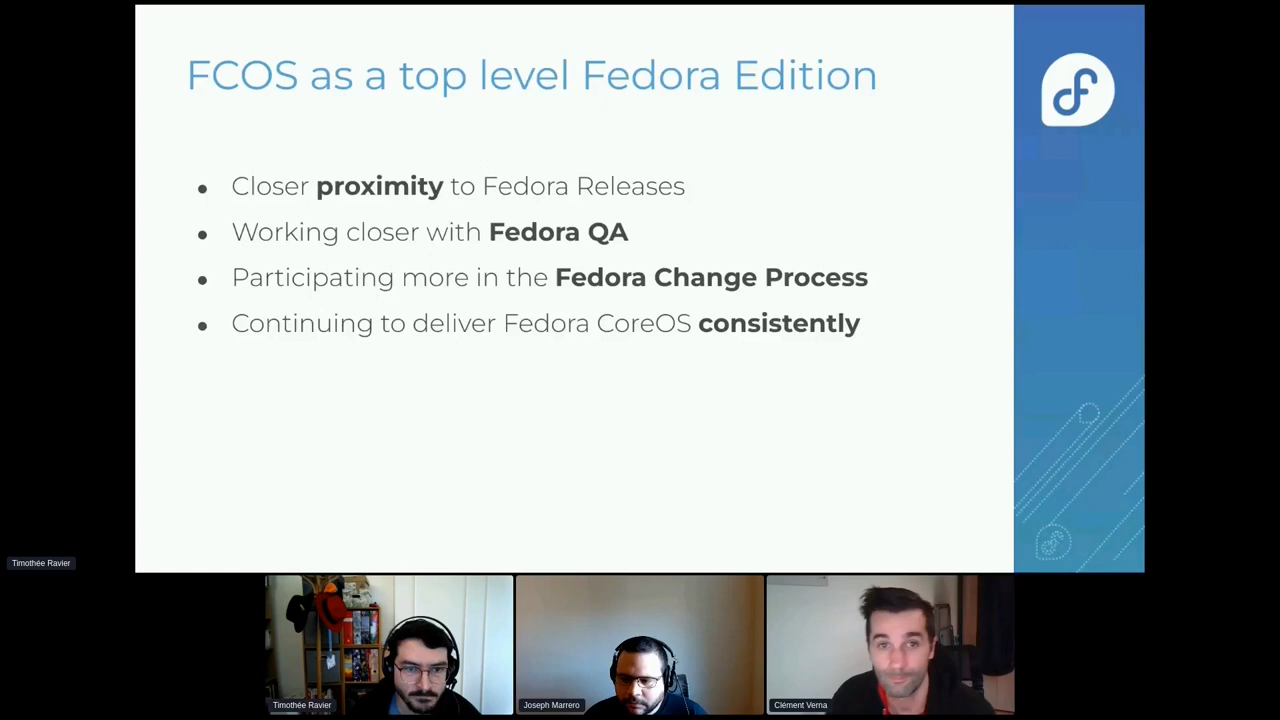 FCOS as a top level Fedora Edition
● Closer proximity to Fedora Releases
● Working closer with Fedora QA
● Participating more in the Fedora Change Process
● Continuing to deliver Fedora CoreOS consistently
Timothée Ravier
Timothée Ravier
Joseph Marrero
Clément Verna